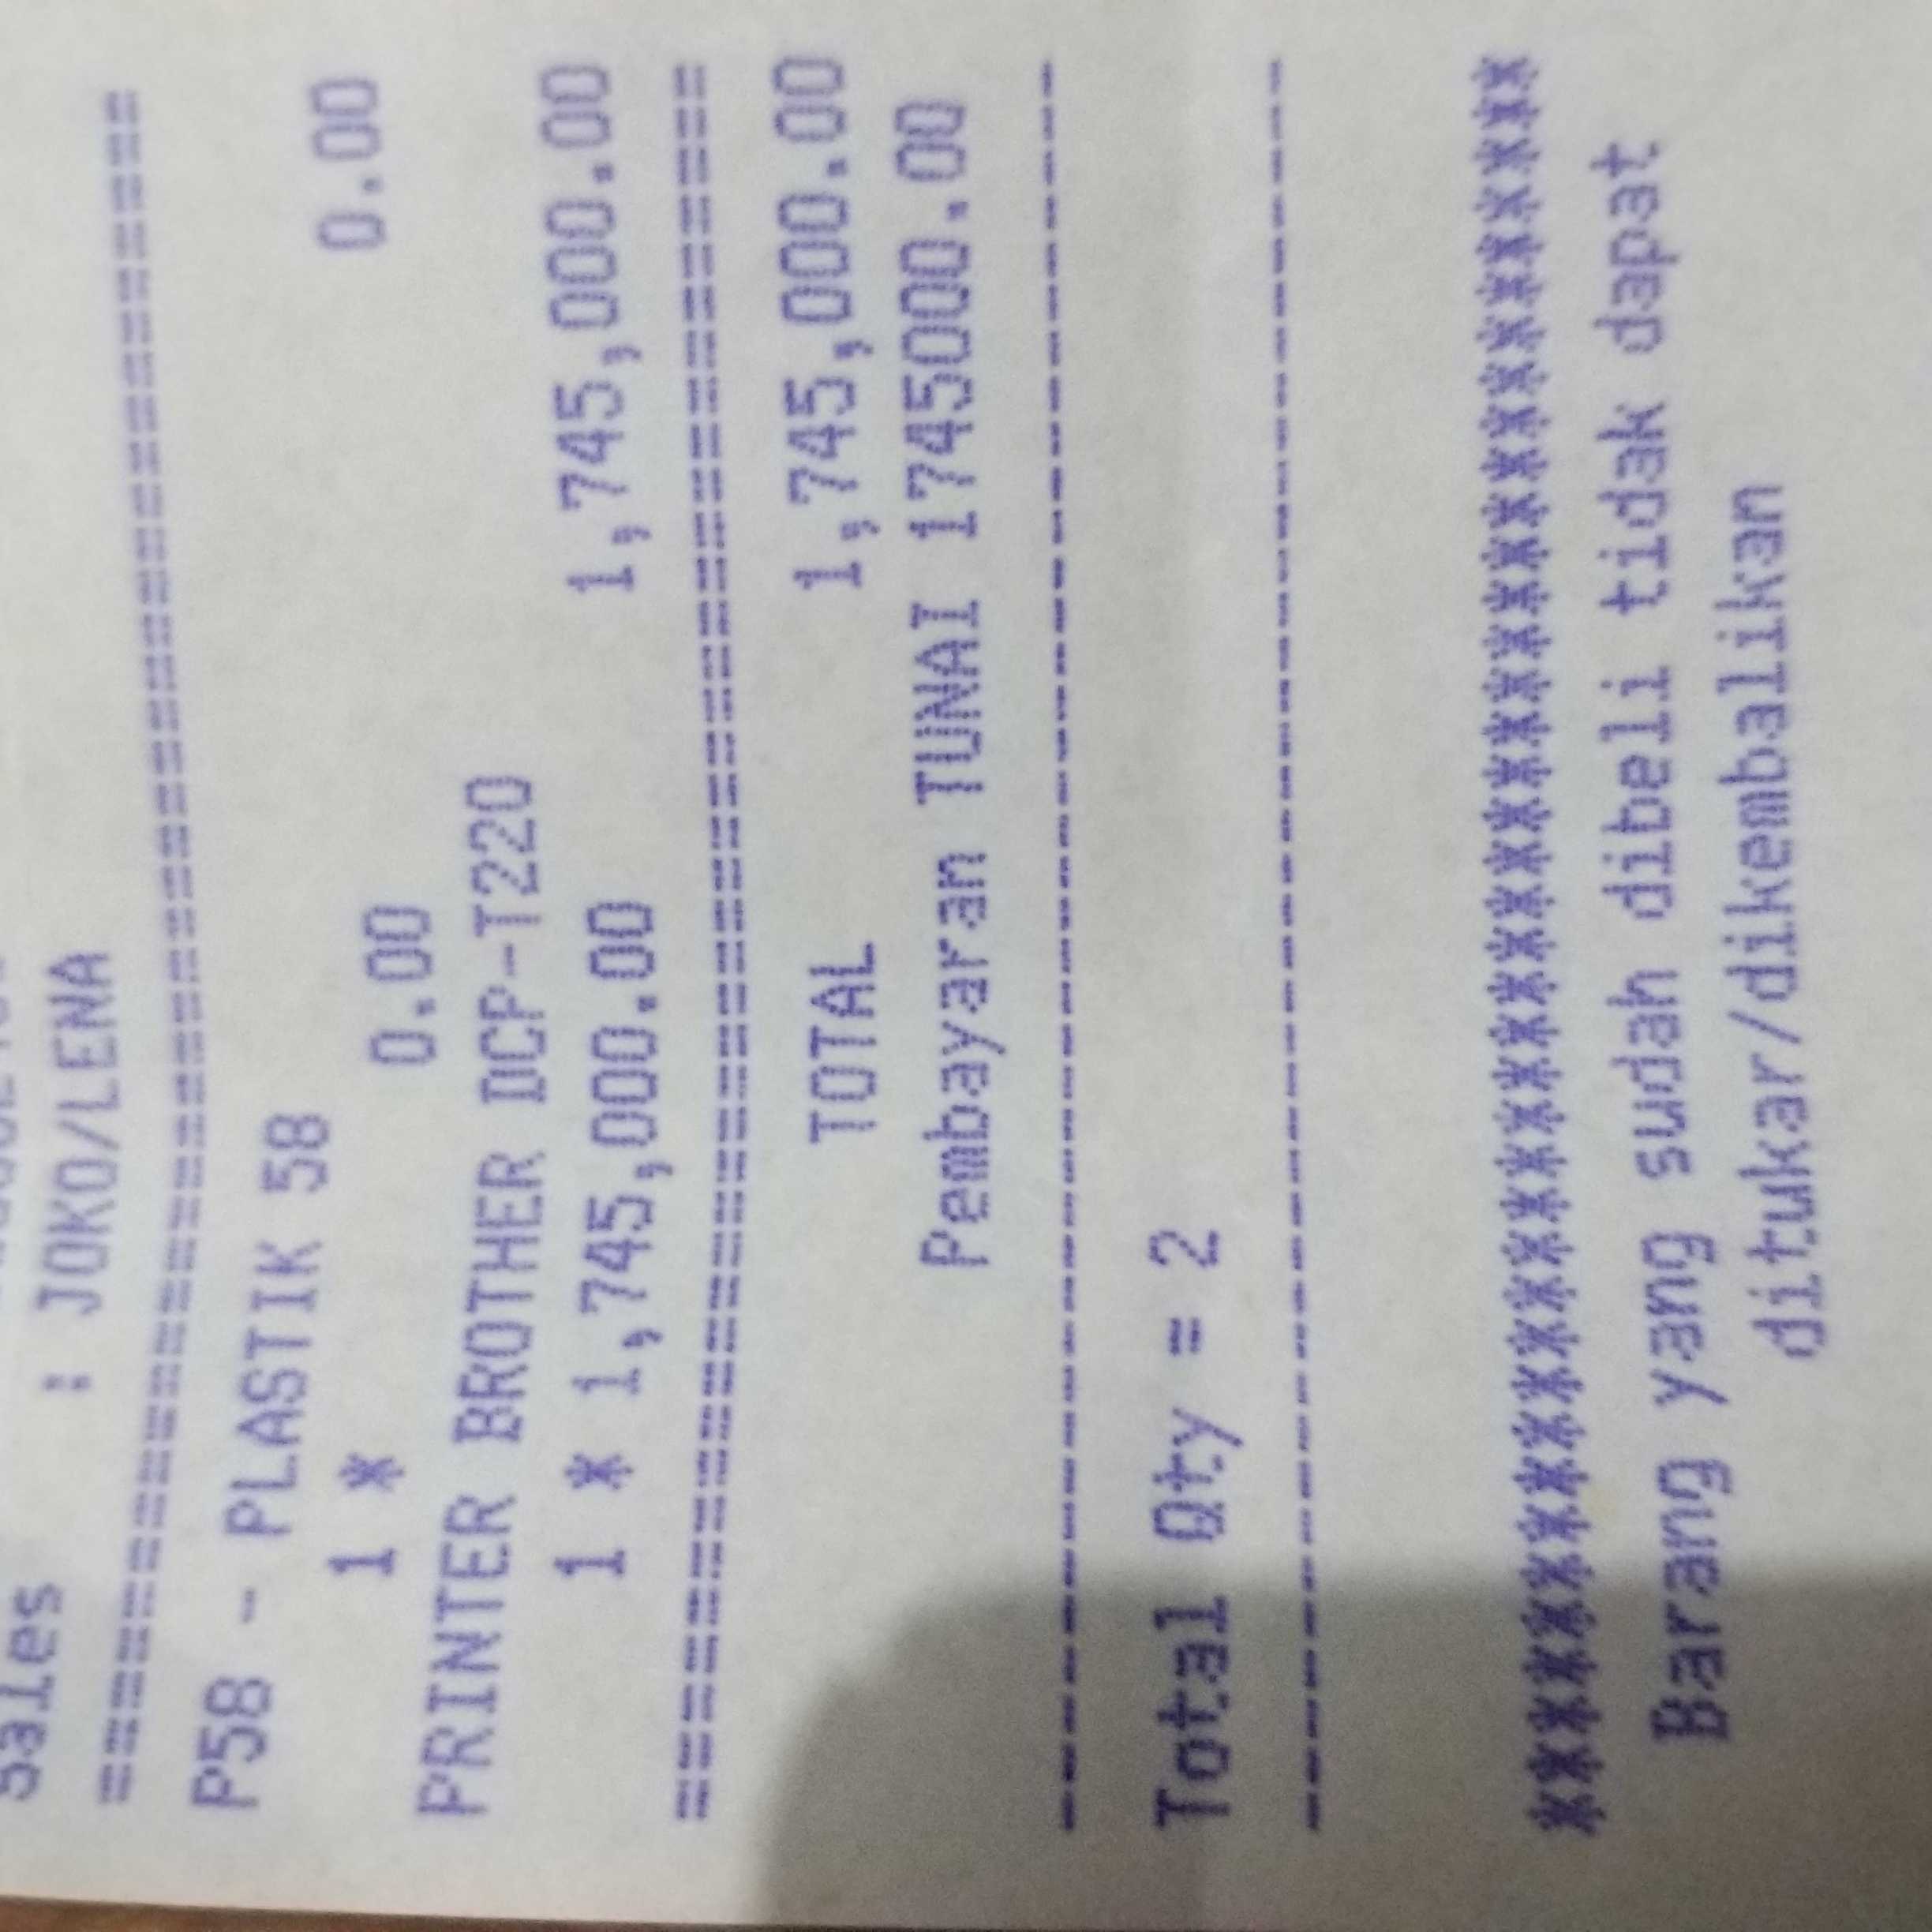 Sales : JOKO/LENA
==========================================
P58 - PLASTIK 58
1 * 0.00 0.00
PRINTER BROTHER DCP-T220
1 * 1,745,000.00 1,745,000.00
==========================================
TOTAL 1,745,000.00
Pembayaran TUNAI 1745000.00
------------------------------------------
Total Qty = 2
------------------------------------------
****************************************
Barang yang sudah dibeli tidak dapat
ditukar/dikembalikan